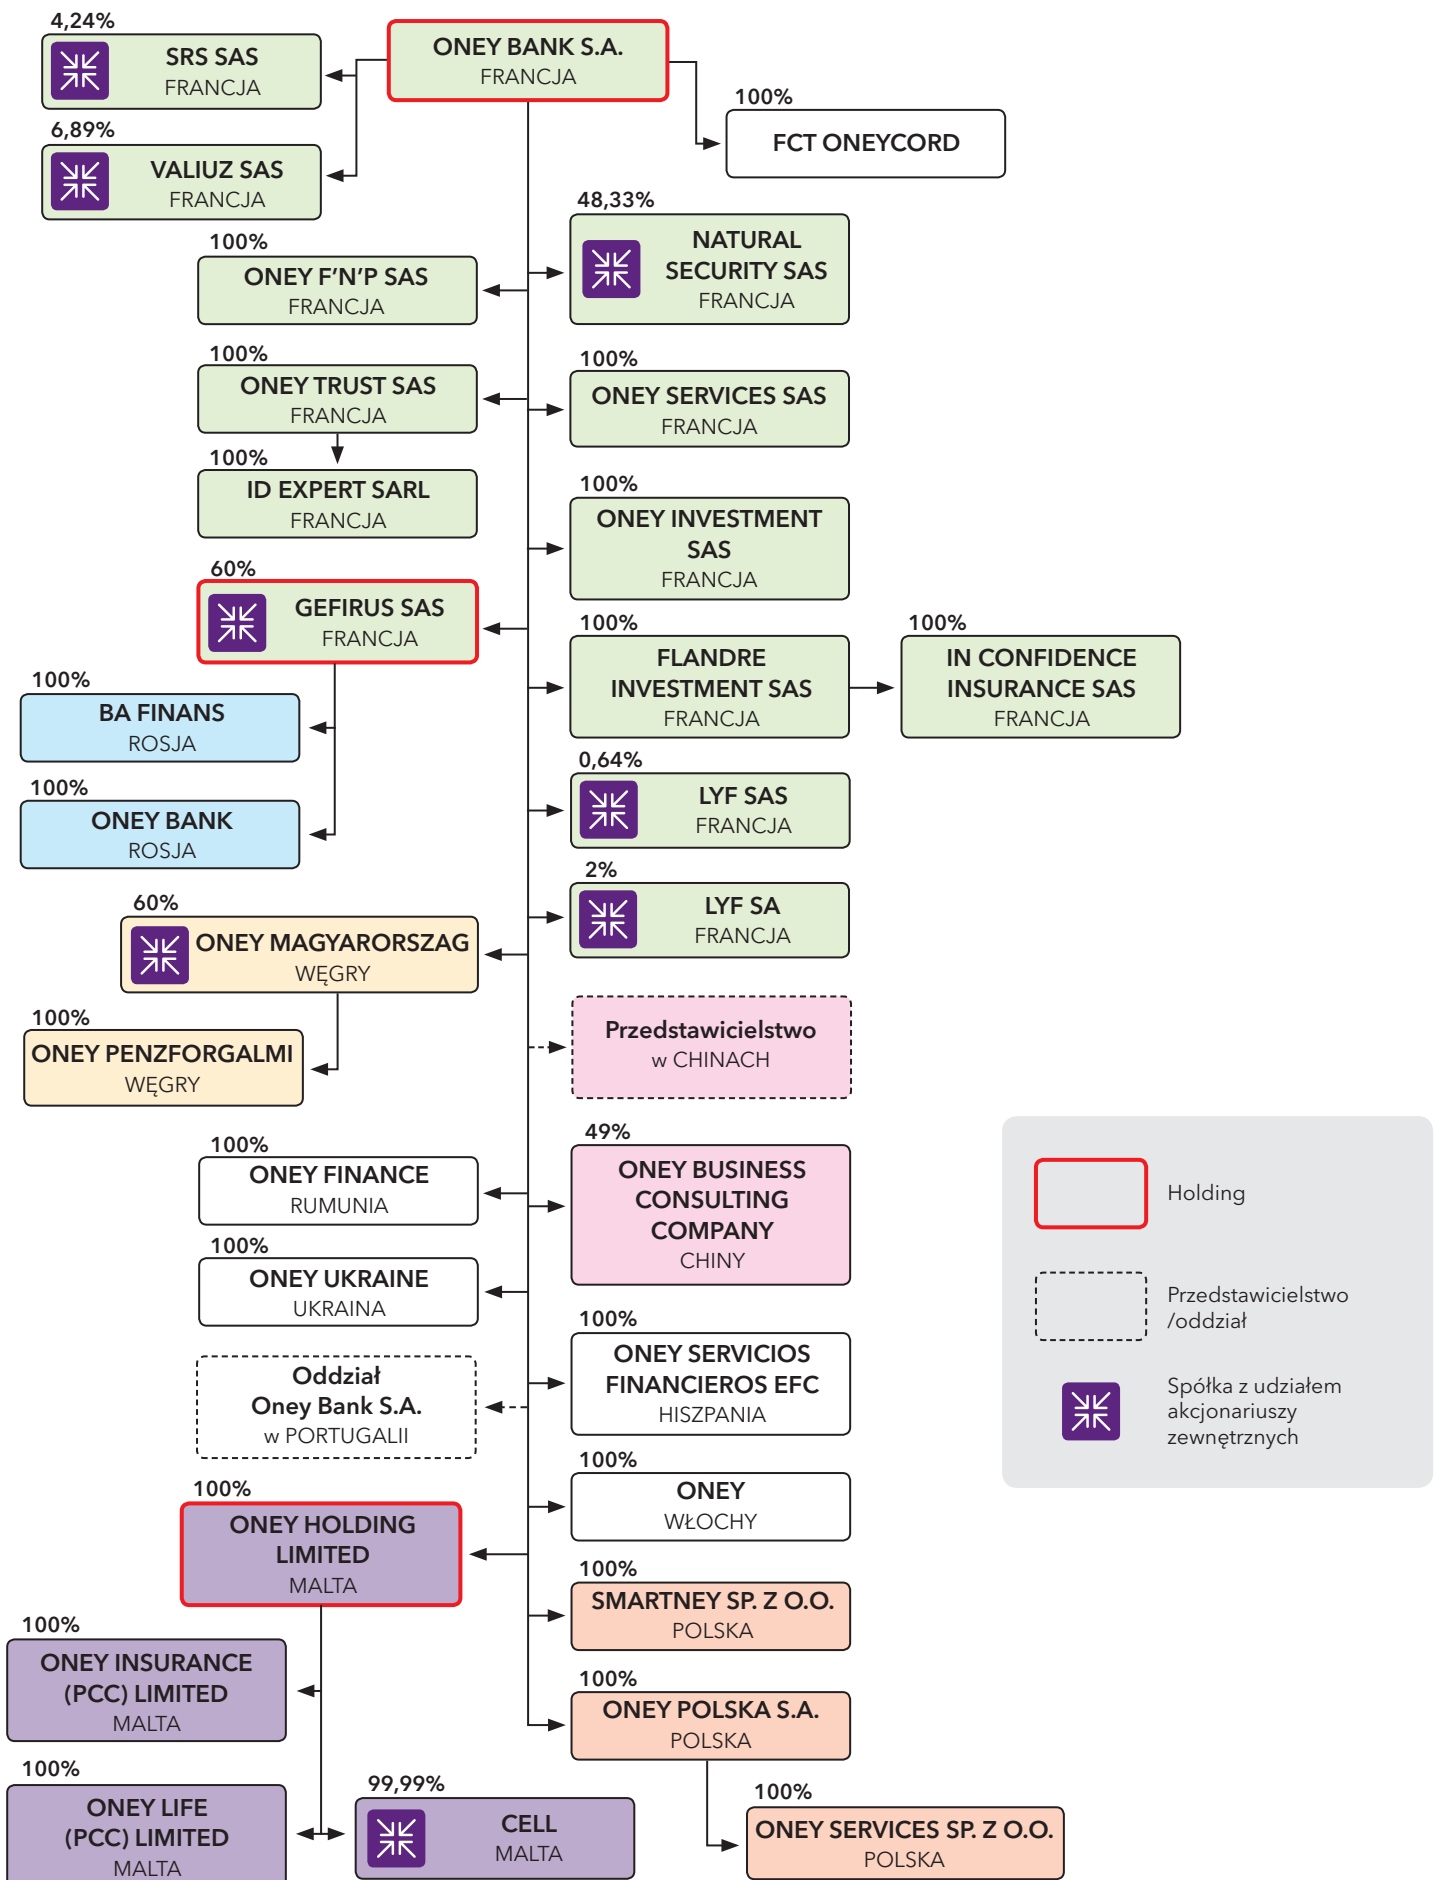 4,24%
SRS SAS
FRANCJA
ONEY BANK S.A.
FRANCJA
100%
FCT ONEYCORD
6,89%
VALIUZ SAS
FRANCJA
48,33%
NATURAL
SECURITY SAS
FRANCJA
100%
ONEY F’N’P SAS
FRANCJA
100%
ONEY TRUST SAS
FRANCJA
100%
ONEY SERVICES SAS
FRANCJA
100%
ID EXPERT SARL
FRANCJA
100%
ONEY INVESTMENT
SAS
FRANCJA
60%
GEFIRUS SAS
FRANCJA
100%
FLANDRE
INVESTMENT SAS
FRANCJA
100%
IN CONFIDENCE
INSURANCE SAS
FRANCJA
100%
BA FINANS
ROSJA
100%
ONEY BANK
ROSJA
0,64%
LYF SAS
FRANCJA
2%
LYF SA
FRANCJA
60%
ONEY MAGYARORSZAG
WĘGRY
100%
ONEY PENZFORGALMI
WĘGRY
Przedstawicielstwo
w CHINACH
100%
ONEY FINANCE
RUMUNIA
49%
ONEY BUSINESS
CONSULTING
COMPANY
CHINY
100%
ONEY UKRAINE
UKRAINA
100%
ONEY SERVICIOS
FINANCIEROS EFC
HISZPANIA
Oddział
Oney Bank S.A.
w PORTUGALII
100%
ONEY
WŁOCHY
100%
ONEY HOLDING
LIMITED
MALTA
100%
SMARTNEY SP. Z O.O.
POLSKA
100%
ONEY INSURANCE
(PCC) LIMITED
MALTA
100%
ONEY POLSKA S.A.
POLSKA
100%
ONEY LIFE
(PCC) LIMITED
MALTA
99,99%
CELL
MALTA
100%
ONEY SERVICES SP. Z O.O.
POLSKA
Holding
Przedstawicielstwo
/oddział
Spółka z udziałem
akcjonariuszy
zewnętrznych